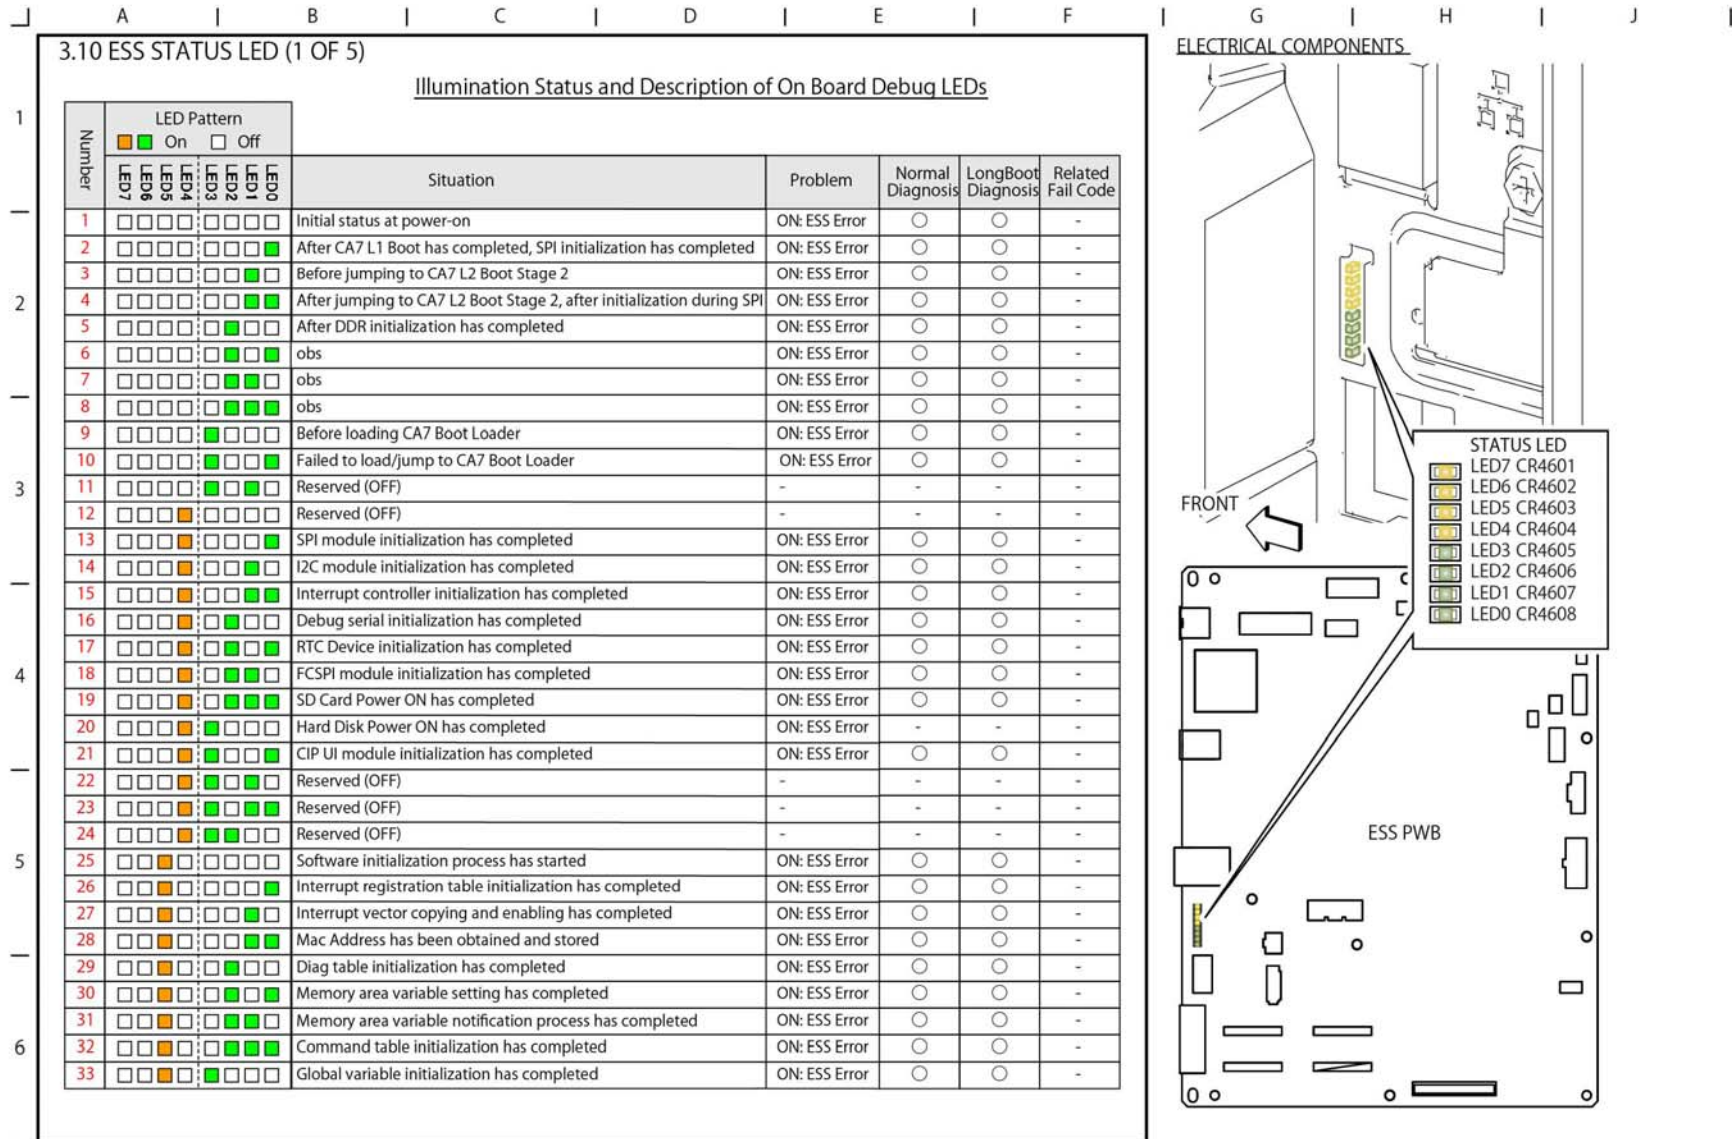 A B C D E F G H J
3.10 ESS STATUS LED (1 OF 5)
Illumination Status and Description of On Board Debug LEDs
Number
LED Pattern
On Off
LED7 LED6 LED5 LED4 LED3 LED2 LED1 LED0
Situation Problem Normal Diagnosis LongBoot Diagnosis Related Fail Code
1 Initial status at power-on ON: ESS Error ○ ○ -
2 After CA7 L1 Boot has completed, SPI initialization has completed ON: ESS Error ○ ○ -
3 Before jumping to CA7 L2 Boot Stage 2 ON: ESS Error ○ ○ -
4 After jumping to CA7 L2 Boot Stage 2, after initialization during SPI ON: ESS Error ○ ○ -
5 After DDR initialization has completed ON: ESS Error ○ ○ -
6 obs ON: ESS Error ○ ○ -
7 obs ON: ESS Error ○ ○ -
8 obs ON: ESS Error ○ ○ -
9 Before loading CA7 Boot Loader ON: ESS Error ○ ○ -
10 Failed to load/jump to CA7 Boot Loader ON: ESS Error ○ ○ -
11 Reserved (OFF) - - - -
12 Reserved (OFF) - - - -
13 SPI module initialization has completed ON: ESS Error ○ ○ -
14 I2C module initialization has completed ON: ESS Error ○ ○ -
15 Interrupt controller initialization has completed ON: ESS Error ○ ○ -
16 Debug serial initialization has completed ON: ESS Error ○ ○ -
17 RTC Device initialization has completed ON: ESS Error ○ ○ -
18 FCSPI module initialization has completed ON: ESS Error ○ ○ -
19 SD Card Power ON has completed ON: ESS Error ○ ○ -
20 Hard Disk Power ON has completed ON: ESS Error - - -
21 CIP UI module initialization has completed ON: ESS Error ○ ○ -
22 Reserved (OFF) - - - -
23 Reserved (OFF) - - - -
24 Reserved (OFF) - - - -
25 Software initialization process has started ON: ESS Error ○ ○ -
26 Interrupt registration table initialization has completed ON: ESS Error ○ ○ -
27 Interrupt vector copying and enabling has completed ON: ESS Error ○ ○ -
28 Mac Address has been obtained and stored ON: ESS Error ○ ○ -
29 Diag table initialization has completed ON: ESS Error ○ ○ -
30 Memory area variable setting has completed ON: ESS Error ○ ○ -
31 Memory area variable notification process has completed ON: ESS Error ○ ○ -
32 Command table initialization has completed ON: ESS Error ○ ○ -
33 Global variable initialization has completed ON: ESS Error ○ ○ -
1
2
3
4
5
6
ELECTRICAL COMPONENTS
FRONT
STATUS LED
LED7 CR4601
LED6 CR4602
LED5 CR4603
LED4 CR4604
LED3 CR4605
LED2 CR4606
LED1 CR4607
LED0 CR4608
ESS PWB